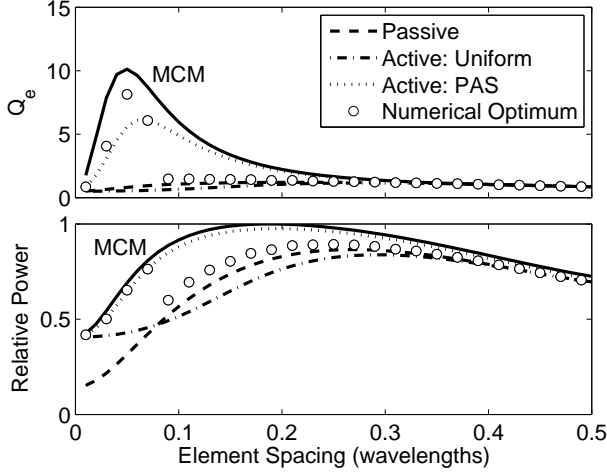 15
10
5
0
Q_e
MCM
Passive
Active: Uniform
Active: PAS
Numerical Optimum
1
0.5
0
Relative Power
MCM
0 0.1 0.2 0.3 0.4 0.5
Element Spacing (wavelengths)